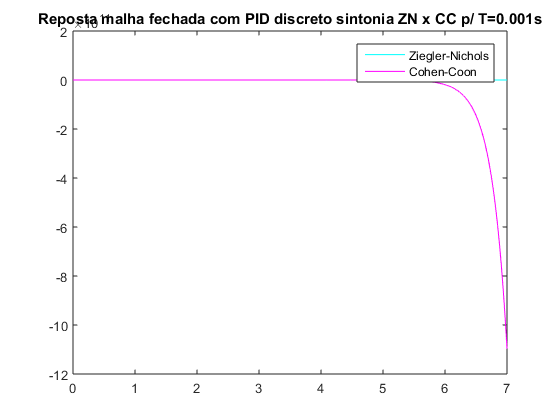 Reposta malha fechada com PID discreto sintonia ZN x CC p/ T=0.001s
2
0
-2
-4
-6
-8
-10
-12
0 1 2 3 4 5 6 7
Ziegler-Nichols
Cohen-Coon